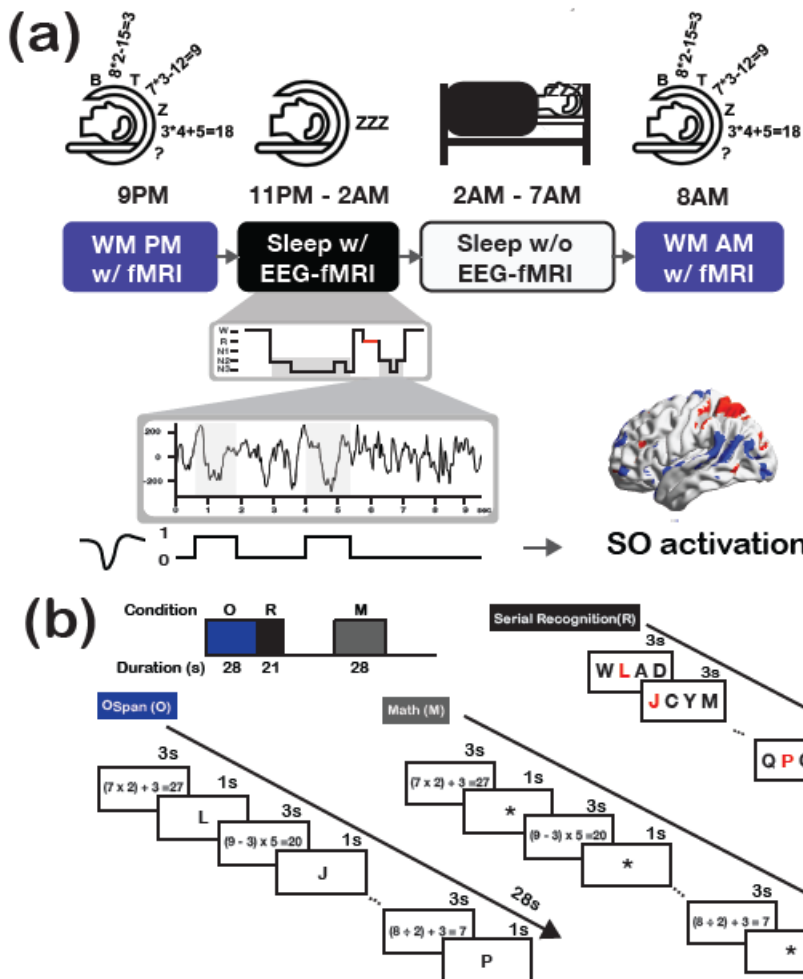 (a)
B 8*2-15=3 T 7*3-12=9 Z 3*4+5=18 ?
ZZZ
B 8*2-15=3 T 7*3-12=9 Z 3*4+5=18 ?
9PM 11PM - 2AM 2AM - 7AM 8AM
WM PM
w/ fMRI
Sleep w/
EEG-fMRI
Sleep w/o
EEG-fMRI
WM AM
w/ fMRI
W
R
N1
N2
N3
200
0
-200
0 1 2 3 4 5 6 7 8 9 sec
1
0
SO activation
(b)
Condition O R M
Duration (s) 28 21 28
Serial Recognition(R)
3s
W L A D
3s
J C Y M
...
Q P
OSpan (O)
3s
(7 x 2) + 3 =27
1s
L
3s
(9 - 3) x 5 =20
1s
J
...
3s
(8 ÷ 2) + 3 = 7
1s
P
28s
Math (M)
3s
(7 x 2) + 3 =27
1s
*
3s
(9 - 3) x 5 =20
1s
*
...
3s
(8 ÷ 2) + 3 = 7
1s
*